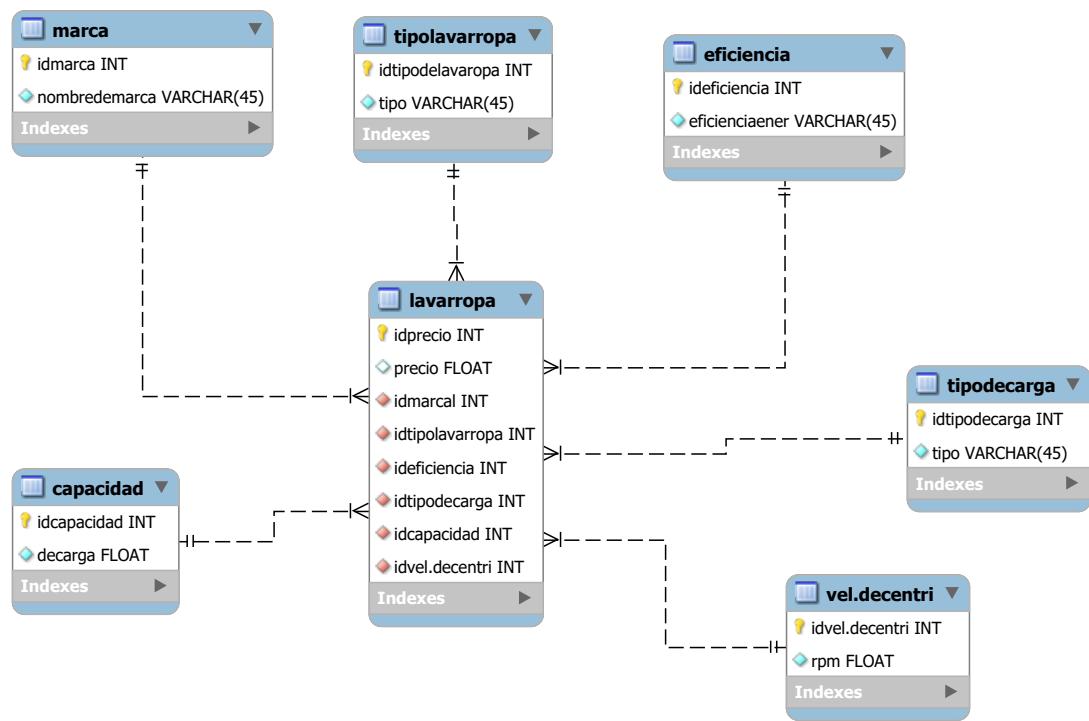 marca
idmarca INT
nombredemarca VARCHAR(45)
Indexes
tipolavarropa
idtipodelavaropa INT
tipo VARCHAR(45)
Indexes
eficiencia
ideficiencia INT
eficienciaener VARCHAR(45)
Indexes
lavarropa
idprecio INT
precio FLOAT
idmarcal INT
idtipolavarropa INT
ideficiencia INT
idtipodecarga INT
idcapacidad INT
idvel.decentri INT
Indexes
tipodecarga
idtipodecarga INT
tipo VARCHAR(45)
Indexes
capacidad
idcapacidad INT
decarga FLOAT
Indexes
vel.decentri
idvel.decentri INT
rpm FLOAT
Indexes